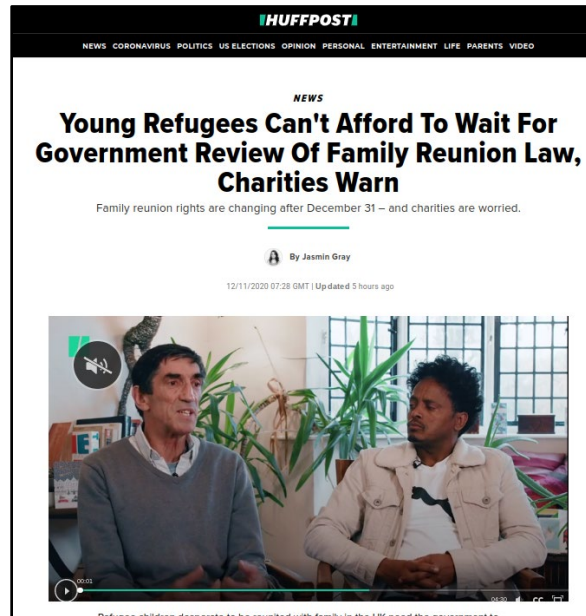 HUFFPOST
NEWS CORONAVIRUS POLITICS US ELECTIONS OPINION PERSONAL ENTERTAINMENT LIFE PARENTS VIDEO
NEWS
Young Refugees Can't Afford To Wait For
Government Review Of Family Reunion Law,
Charities Warn
Family reunion rights are changing after December 31 – and charities are worried.
By Jasmin Gray
12/11/2020 07:28 GMT | Updated 5 hours ago
00:01
04:30 CC
Refugee children desperate to be reunited with family in the UK need the government to